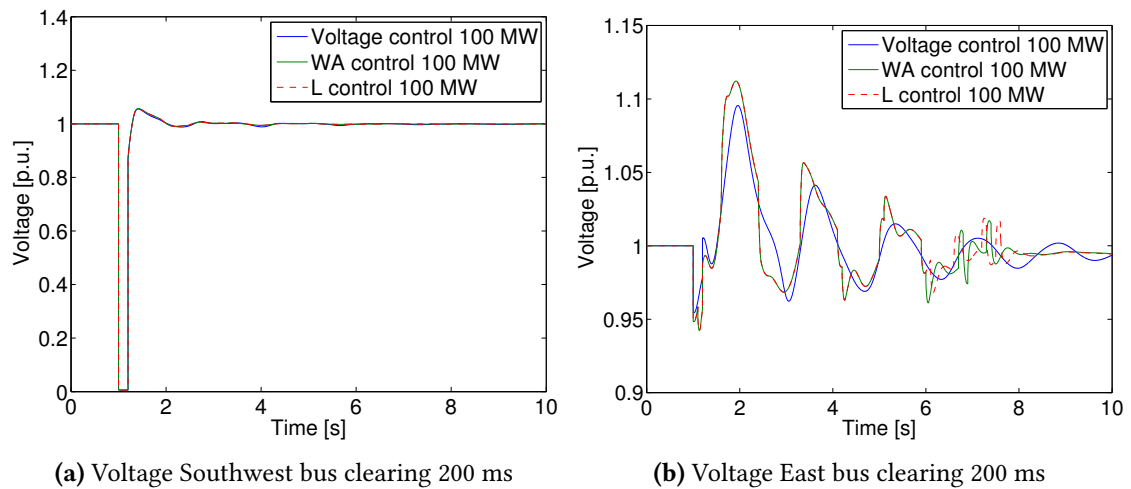 1.4
1.2
1
0.8
0.6
0.4
0.2
0
Voltage [p.u.]
Voltage control 100 MW
WA control 100 MW
L control 100 MW
0 2 4 6 8 10
Time [s]
(a) Voltage Southwest bus clearing 200 ms
1.15
1.1
1.05
1
0.95
0.9
Voltage [p.u.]
Voltage control 100 MW
WA control 100 MW
L control 100 MW
0 2 4 6 8 10
Time [s]
(b) Voltage East bus clearing 200 ms